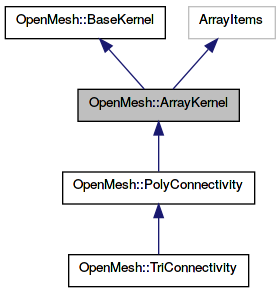 OpenMesh::BaseKernel
ArrayItems
OpenMesh::ArrayKernel
OpenMesh::PolyConnectivity
OpenMesh::TriConnectivity